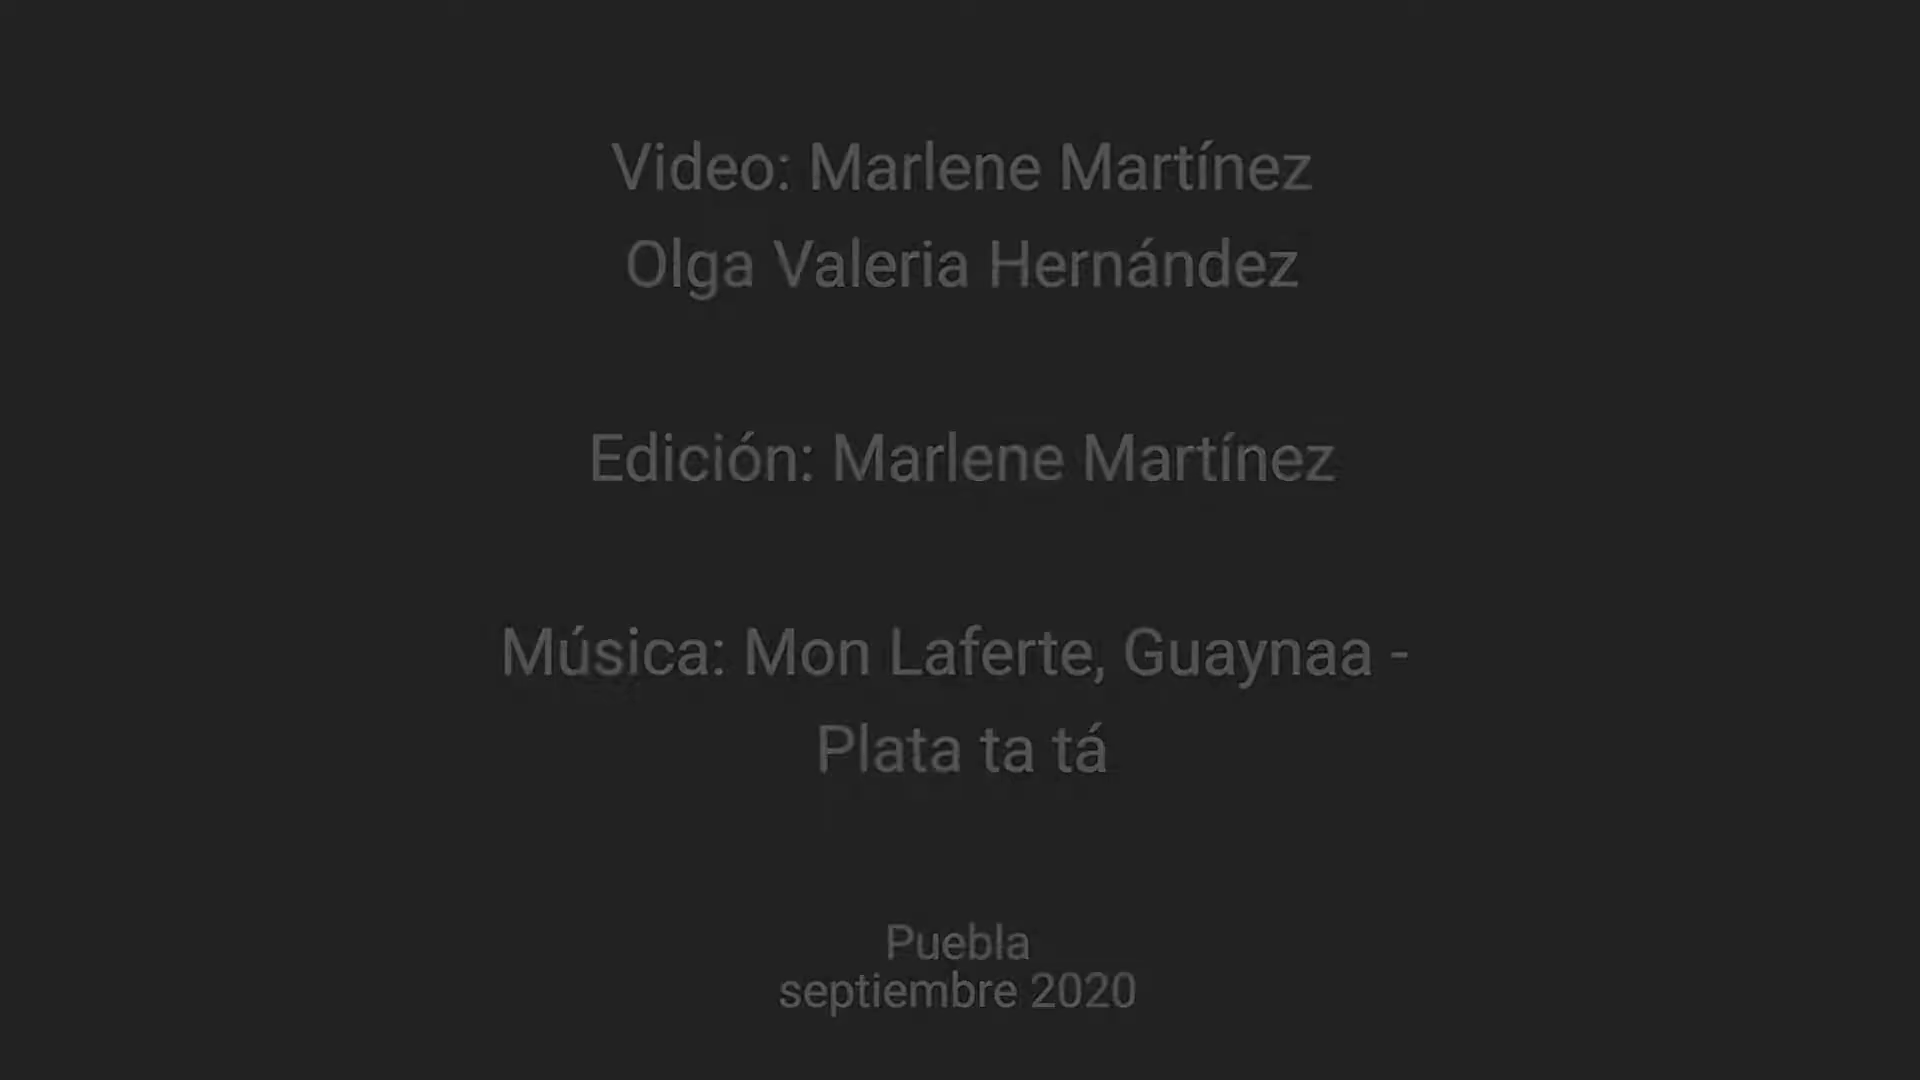 Video: Marlene Martínez
Olga Valeria Hernández
Edición: Marlene Martínez
Música: Mon Laferte, Guaynaa -
Plata ta tá
Puebla
septiembre 2020